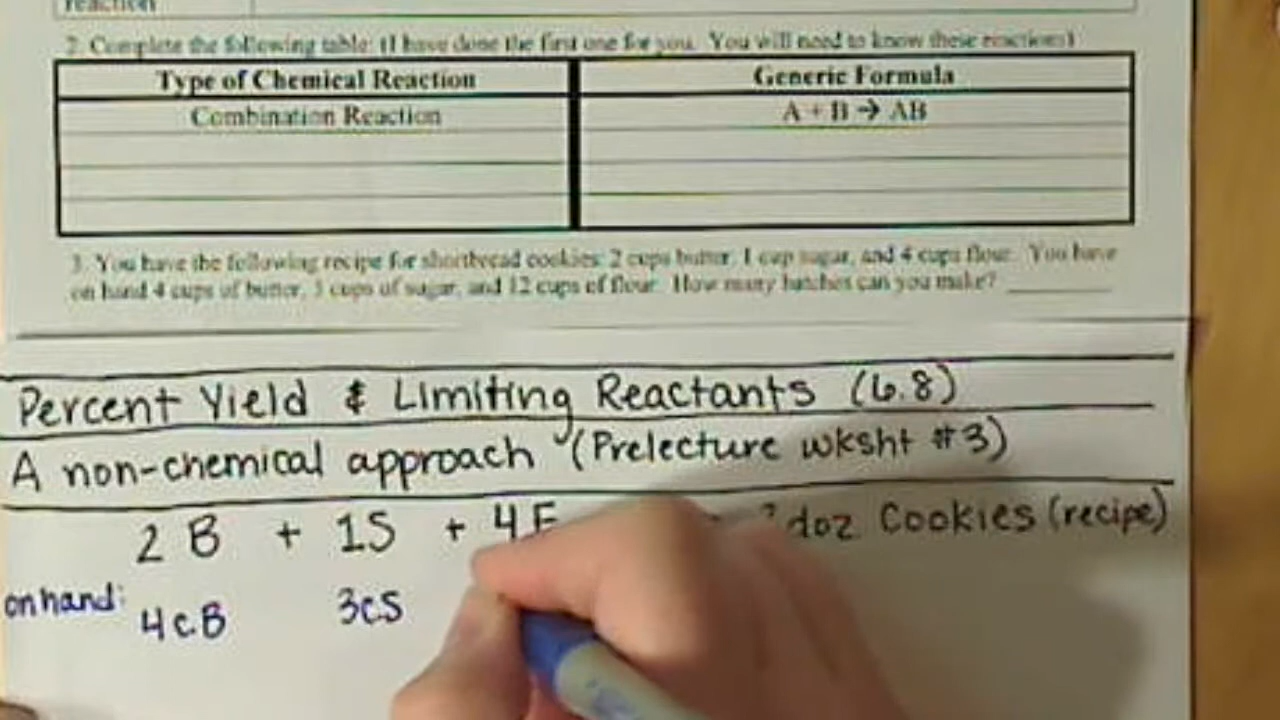 reaction
2. Complete the following table: (I have done the first one for you. You will need to know these reactions)
Type of Chemical Reaction
Generic Formula
Combination Reaction
A + B → AB
3. You have the following recipe for shortbread cookies: 2 cups butter, 1 cup sugar, and 4 cups flour. You have
on hand 4 cups of butter, 3 cups of sugar, and 12 cups of flour. How many batches can you make?
Percent Yield & Limiting Reactants (6.8)
A non-chemical approach (Prelecture wksht #3)
2 B + 1S + 4F doz Cookies (recipe)
on hand: 4c.B 3cS